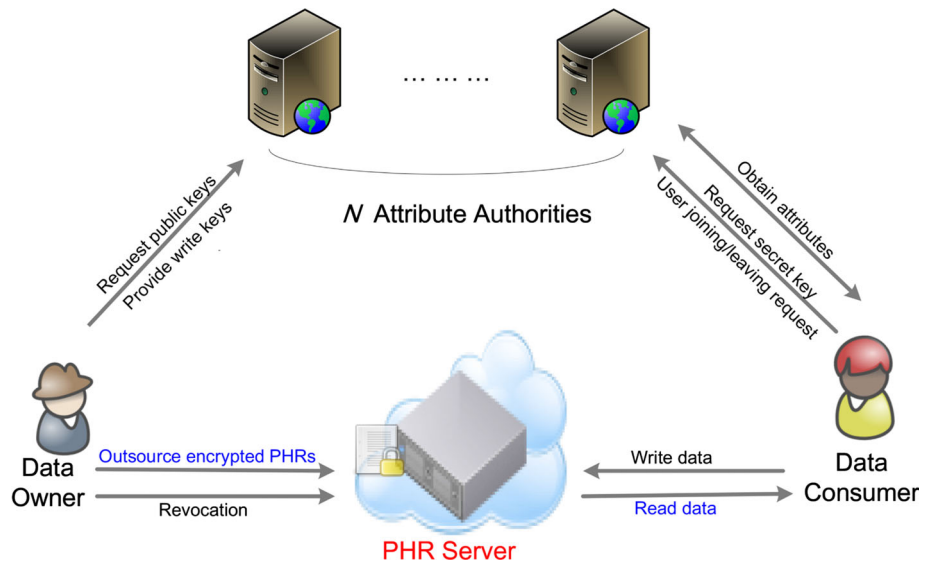 ... ... ...
N Attribute Authorities
Request public keys
Provide write keys
Obtain attributes
Request secret key
User joining/leaving request
Data
Owner
Outsource encrypted PHRs
Revocation
Write data
Read data
Data
Consumer
PHR Server